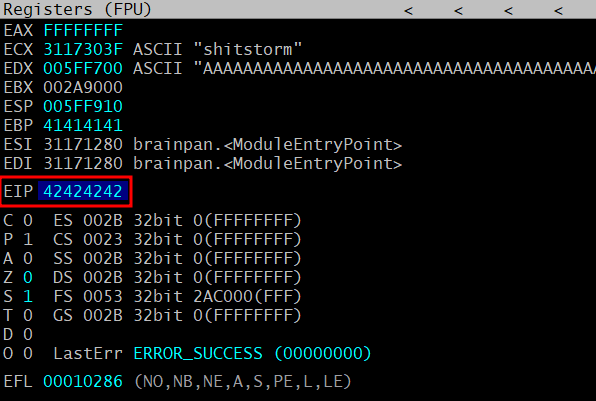 Registers (FPU) < < < <
EAX FFFFFFFF
ECX 3117303F ASCII "shitstorm"
EDX 005FF700 ASCII "AAAAAAAAAAAAAAAAAAAAAAAAAAAAAAAAAAAAAAA
EBX 002A9000
ESP 005FF910
EBP 41414141
ESI 31171280 brainpan.<ModuleEntryPoint>
EDI 31171280 brainpan.<ModuleEntryPoint>
EIP 42424242
C 0 ES 002B 32bit 0(FFFFFFFF)
P 1 CS 0023 32bit 0(FFFFFFFF)
A 0 SS 002B 32bit 0(FFFFFFFF)
Z 0 DS 002B 32bit 0(FFFFFFFF)
S 1 FS 0053 32bit 2AC000(FFF)
T 0 GS 002B 32bit 0(FFFFFFFF)
D 0
O 0 LastErr ERROR_SUCCESS (00000000)
EFL 00010286 (NO,NB,NE,A,S,PE,L,LE)